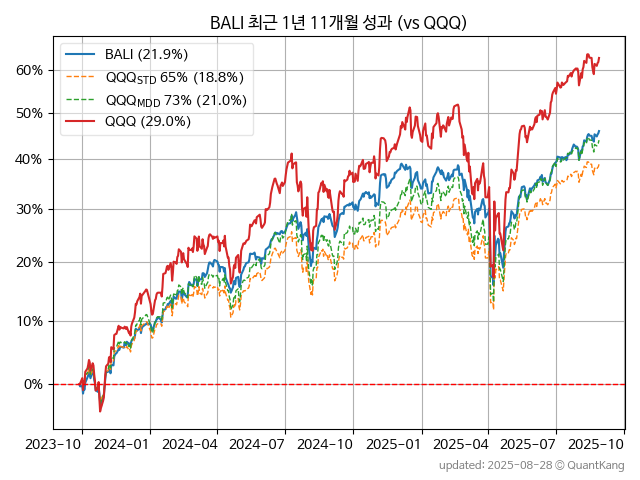 BALI 최근 1년 11개월 성과 (vs QQQ)
BALI (21.9%)
QQQSTD 65% (18.8%)
QQQMDD 73% (21.0%)
QQQ (29.0%)
60%
50%
40%
30%
20%
10%
0%
2023-10 2024-01 2024-04 2024-07 2024-10 2025-01 2025-04 2025-07 2025-10
updated: 2025-08-28 © QuantKang